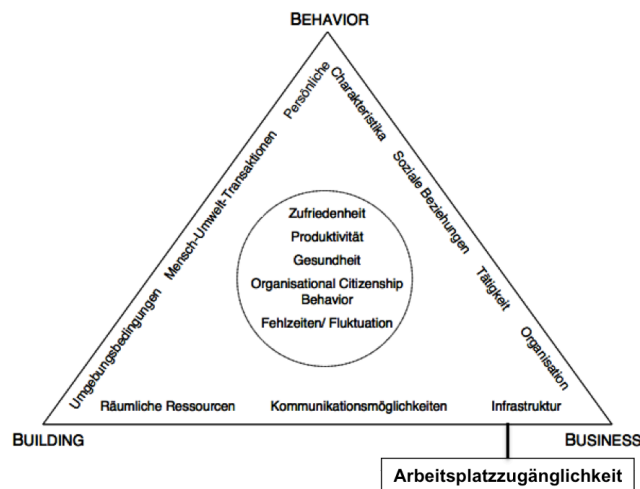 BEHAVIOR
Persönliche
Charakteristika
Mensch-Umwelt-Transaktionen
Soziale Beziehungen
Zufriedenheit
Produktivität
Gesundheit
Organisational Citizenship
Behavior
Fehlzeiten/ Fluktuation
Umgebungsbedingungen
Tätigkeit
Organisation
Räumliche Ressourcen
Kommunikationsmöglichkeiten
Infrastruktur
BUILDING
BUSINESS
Arbeitsplatzzugänglichkeit